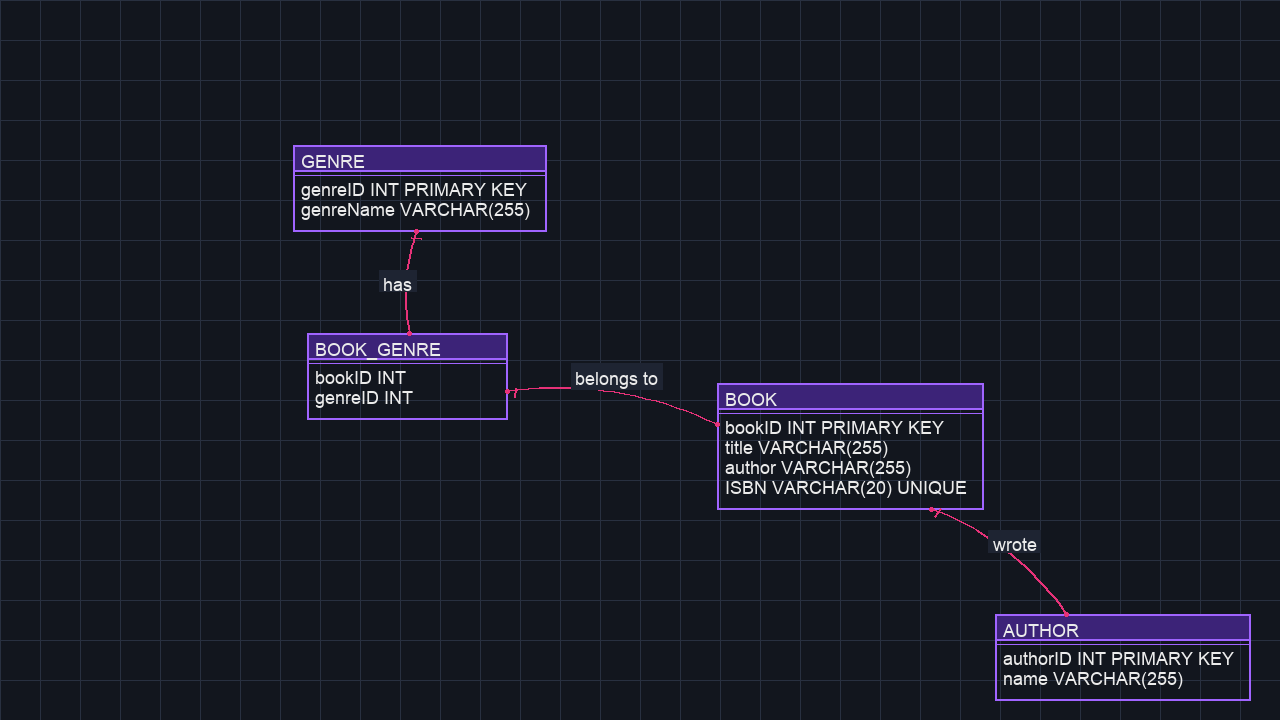 GENRE
genreID INT PRIMARY KEY
genreName VARCHAR(255)
has
BOOK_GENRE
bookID INT
genreID INT
belongs to
BOOK
bookID INT PRIMARY KEY
title VARCHAR(255)
author VARCHAR(255)
ISBN VARCHAR(20) UNIQUE
wrote
AUTHOR
authorID INT PRIMARY KEY
name VARCHAR(255)